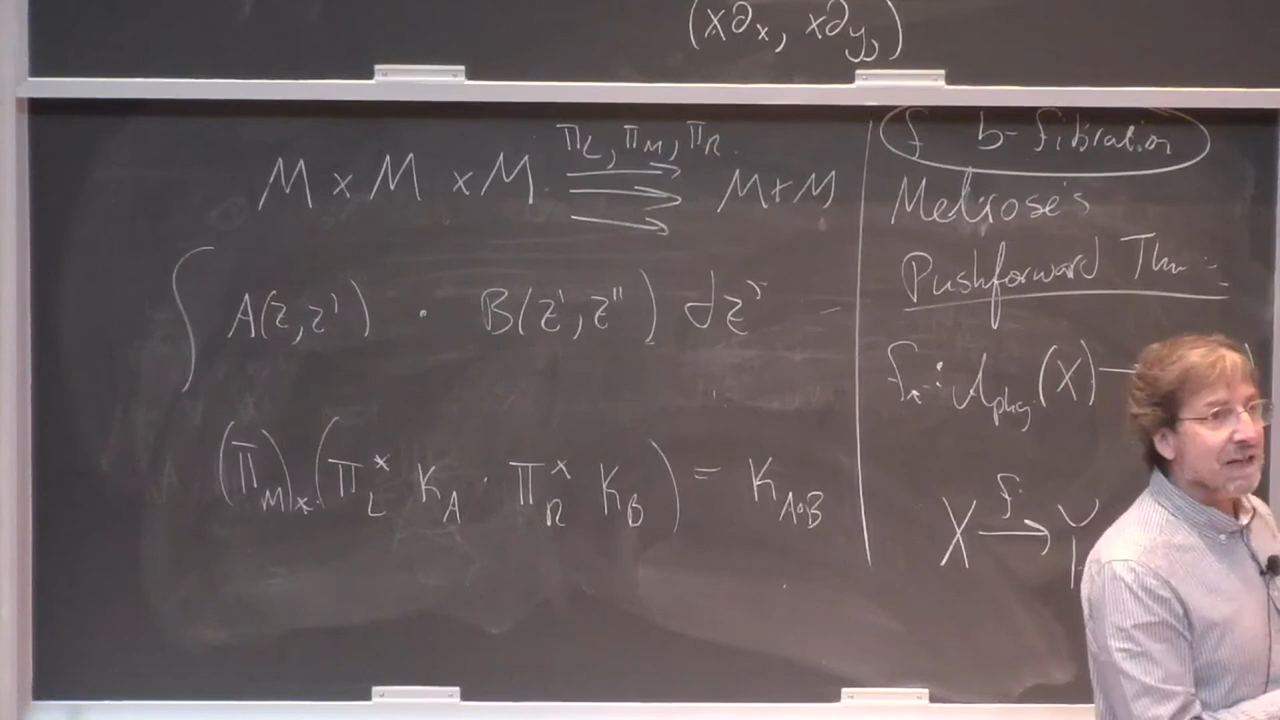 (x∂x, x∂y,)
πL, πM, πR.
M × M × M ⟶ M × M
∫ A(z,z') · B(z',z'') dz'
(πM)*(πL* KA · πR* KB) = KA∘B
f b-fibration
Melrose's
Pushforward Thm:
f*: Aphg(X) →
X f→ Y